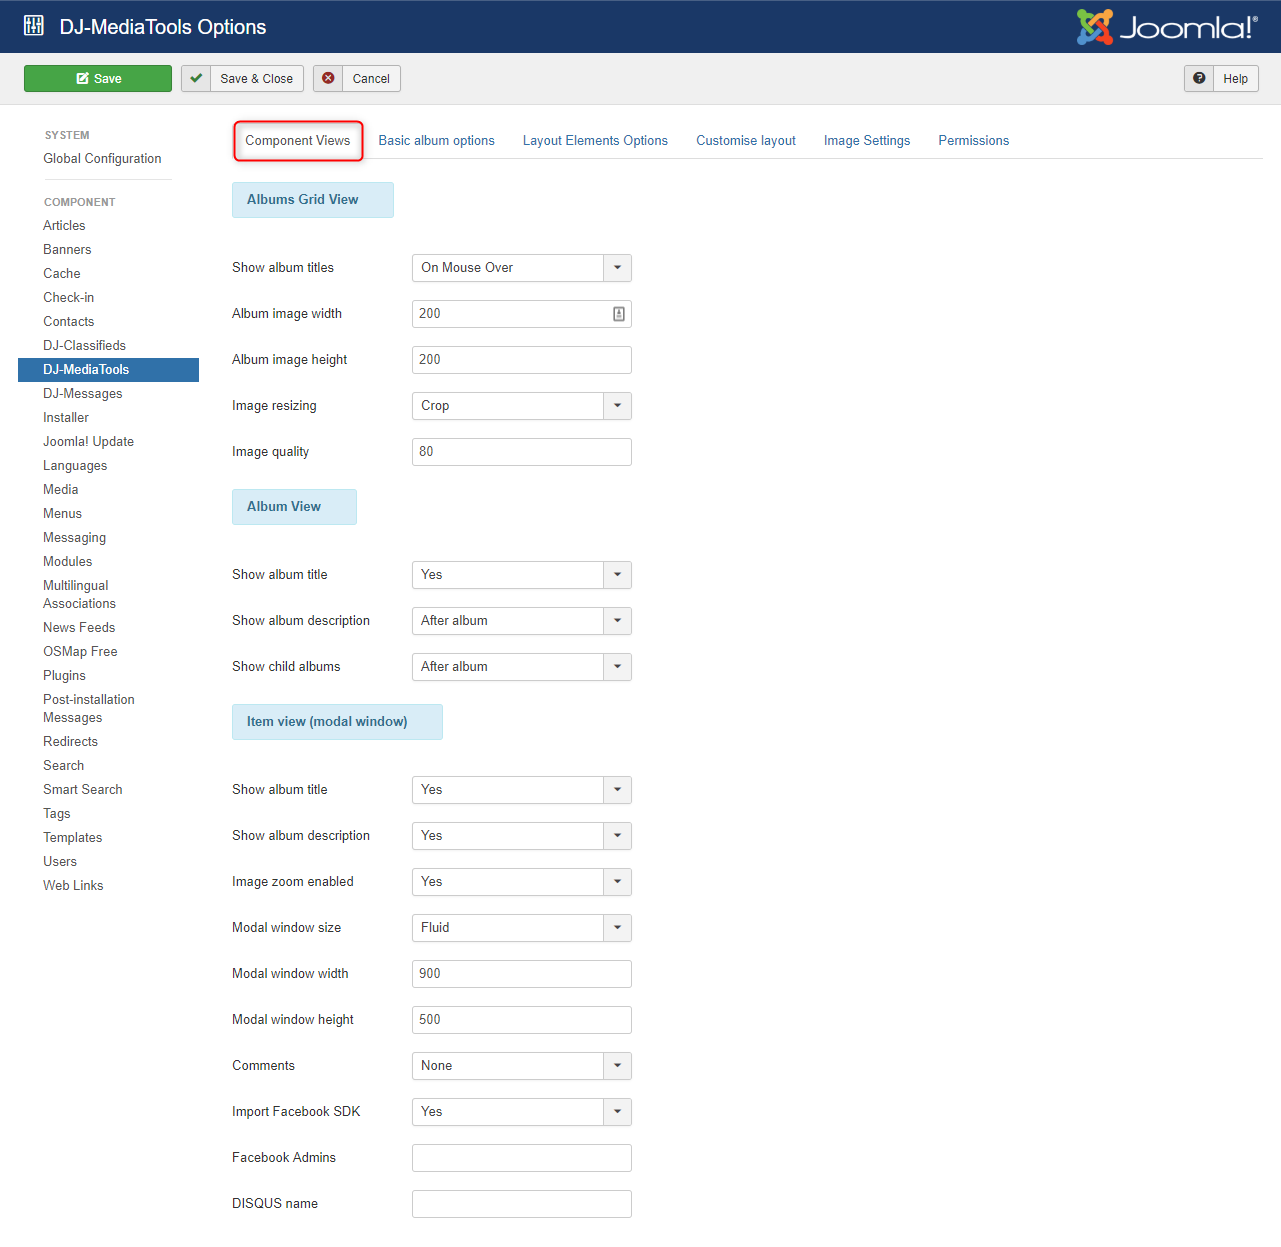 DJ-MediaTools Options
Joomla!®
Save
Save & Close
Cancel
Help
SYSTEM
Global Configuration
COMPONENT
Articles
Banners
Cache
Check-in
Contacts
DJ-Classifieds
DJ-MediaTools
DJ-Messages
Installer
Joomla! Update
Languages
Media
Menus
Messaging
Modules
Multilingual
Associations
News Feeds
OSMap Free
Plugins
Post-installation
Messages
Redirects
Search
Smart Search
Tags
Templates
Users
Web Links
Component Views
Basic album options
Layout Elements Options
Customise layout
Image Settings
Permissions
Albums Grid View
Show album titles On Mouse Over
Album image width 200
Album image height 200
Image resizing Crop
Image quality 80
Album View
Show album title Yes
Show album description After album
Show child albums After album
Item view (modal window)
Show album title Yes
Show album description Yes
Image zoom enabled Yes
Modal window size Fluid
Modal window width 900
Modal window height 500
Comments None
Import Facebook SDK Yes
Facebook Admins
DISQUS name